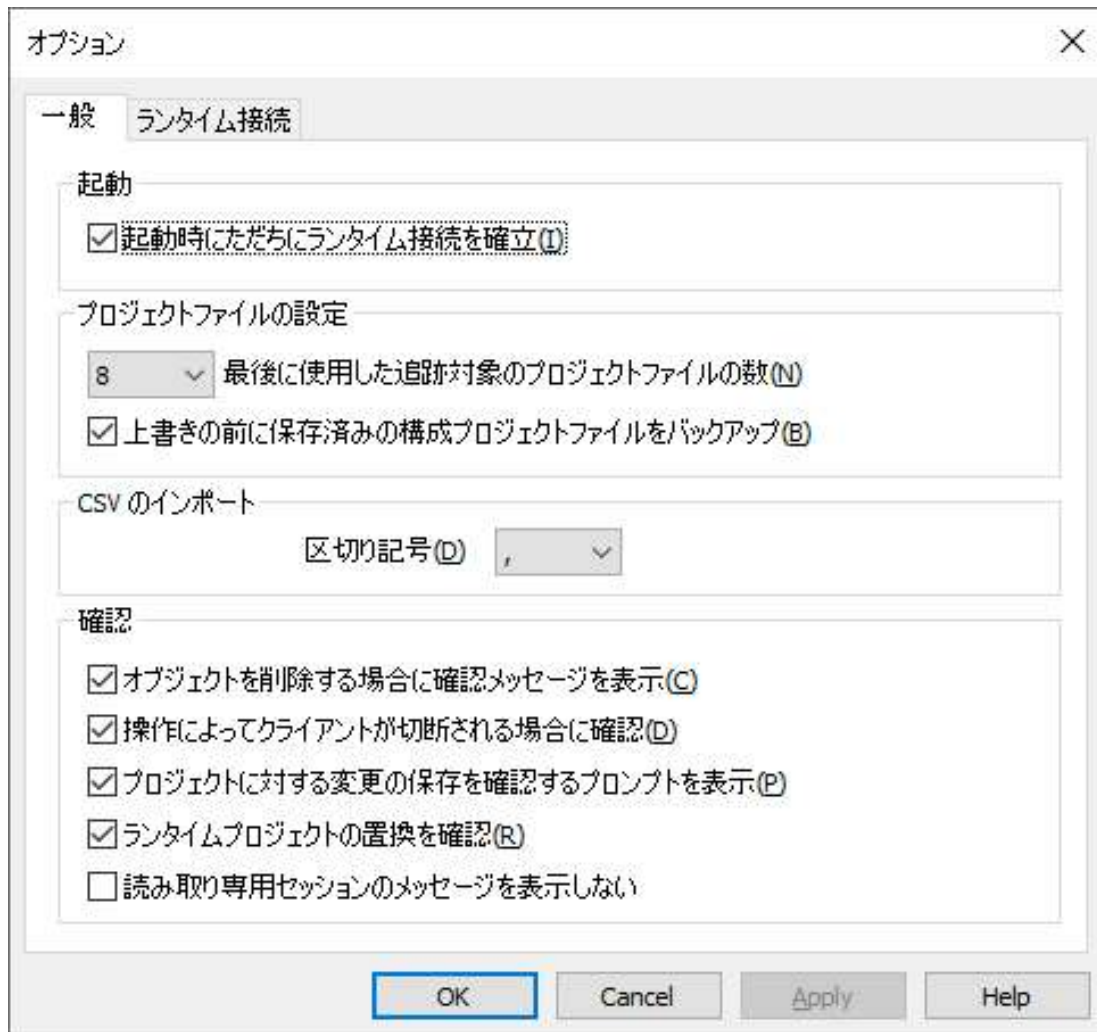 オプション
一般
ランタイム接続
起動
起動時にただちにランタイム接続を確立(I)
プロジェクトファイルの設定
8 最後に使用した追跡対象のプロジェクトファイルの数(N)
上書きの前に保存済みの構成プロジェクトファイルをバックアップ(B)
CSV のインポート
区切り記号(D) ,
確認
オブジェクトを削除する場合に確認メッセージを表示(C)
操作によってクライアントが切断される場合に確認(D)
プロジェクトに対する変更の保存を確認するプロンプトを表示(P)
ランタイムプロジェクトの置換を確認(R)
読み取り専用セッションのメッセージを表示しない
OK Cancel Apply Help